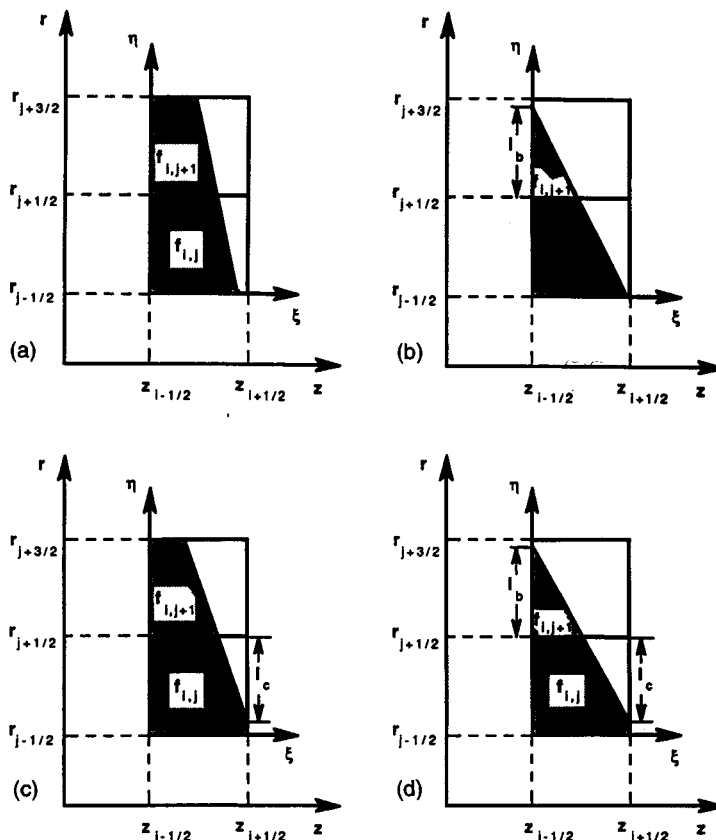 r
η
r j+3/2
f i,j+1
r j+1/2
f i,j
r j-1/2
ξ
(a)
z i-1/2
z i+1/2
z
r
η
r j+3/2
l b
f i,j+1
r j+1/2
r j-1/2
ξ
(b)
z i-1/2
z i+1/2
z
r
η
r j+3/2
f i,j+1
r j+1/2
f i,j
l c
r j-1/2
ξ
(c)
z i-1/2
z i+1/2
z
r
η
r j+3/2
l b
f i,j+1
r j+1/2
f i,j
l c
r j-1/2
ξ
(d)
z i-1/2
z i+1/2
z